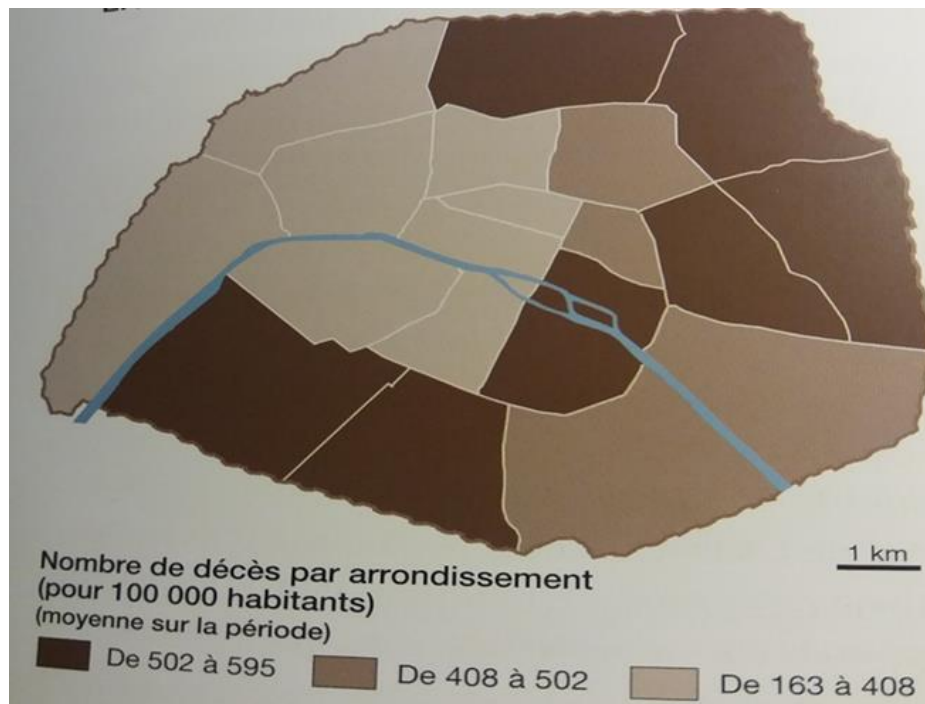 1 km
Nombre de décès par arrondissement
(pour 100 000 habitants)
(moyenne sur la période)
De 502 à 595
De 408 à 502
De 163 à 408